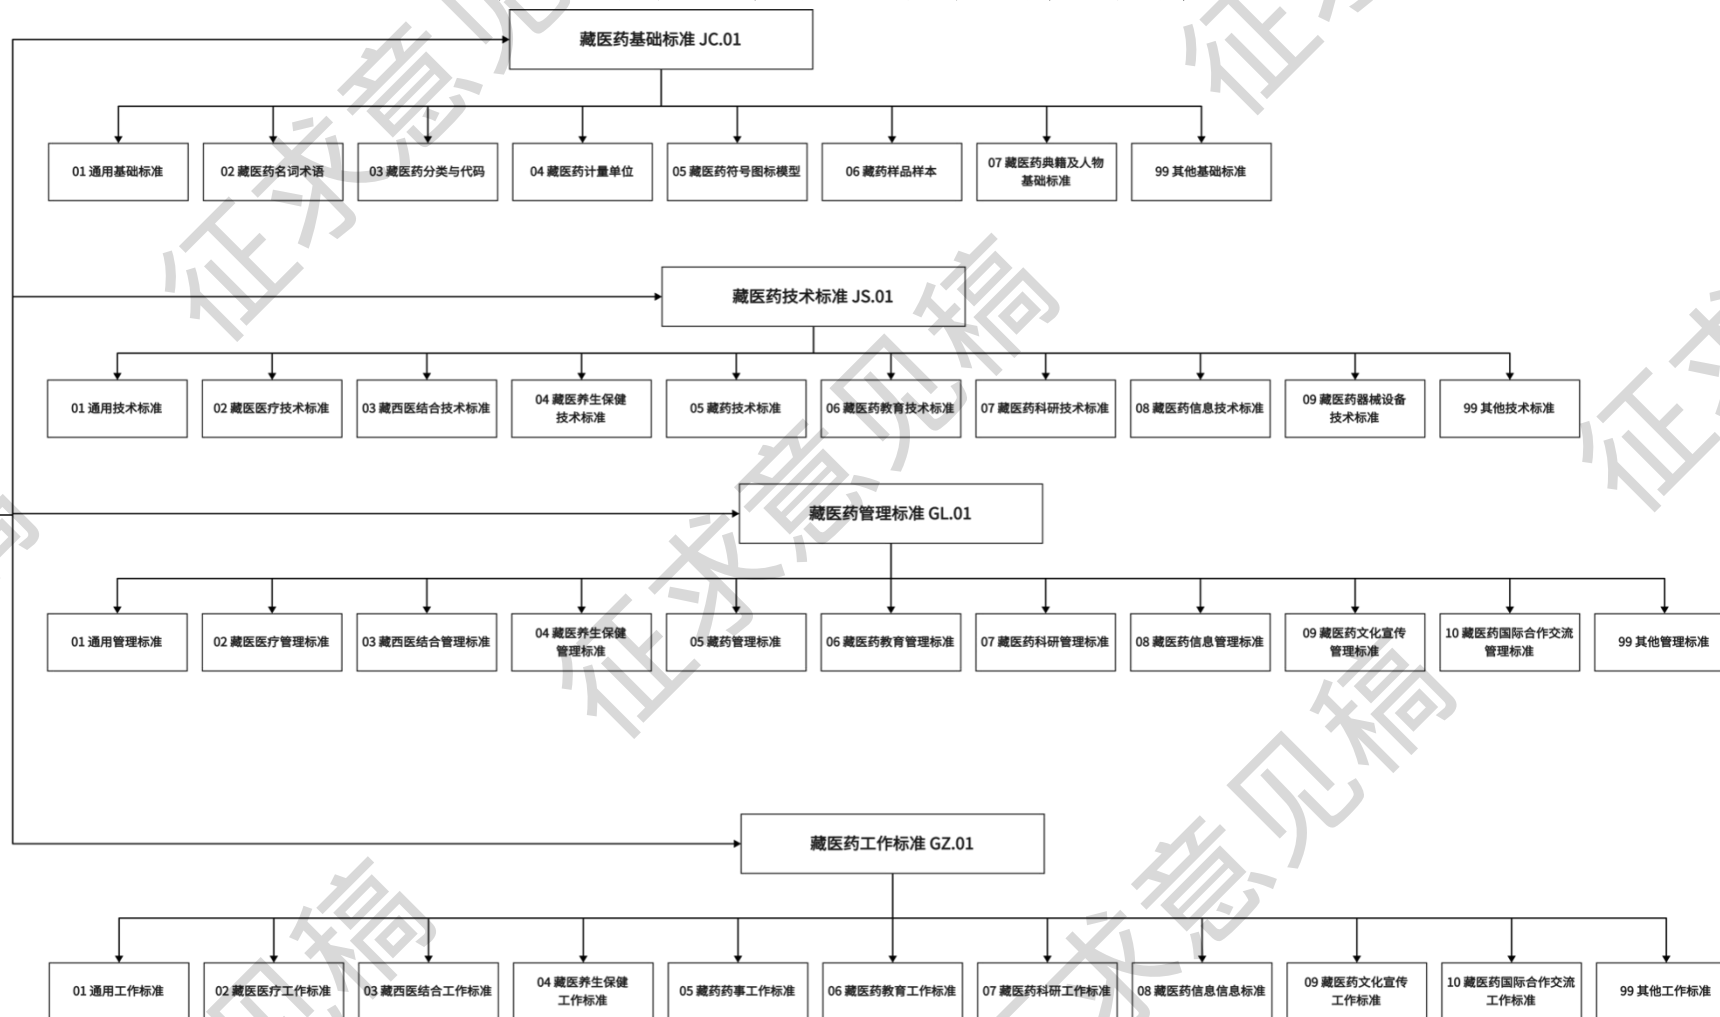 藏医药基础标准 JC.01
01 通用基础标准
02 藏医药名词术语
03 藏医药分类与代码
04 藏医药计量单位
05 藏医药符号图标模型
06 藏药样品样本
07 藏医药典籍及人物
基础标准
99 其他基础标准
藏医药技术标准 JS.01
01 通用技术标准
02 藏医医疗技术标准
03 藏西医结合技术标准
04 藏医养生保健
技术标准
05 藏药技术标准
06 藏医药教育技术标准
07 藏医药科研技术标准
08 藏医药信息技术标准
09 藏医药器械设备
技术标准
99 其他技术标准
藏医药管理标准 GL.01
01 通用管理标准
02 藏医医疗管理标准
03 藏西医结合管理标准
04 藏医养生保健
管理标准
05 藏药管理标准
06 藏医药教育管理标准
07 藏医药科研管理标准
08 藏医药信息管理标准
09 藏医药文化宣传
管理标准
10 藏医药国际合作交流
管理标准
99 其他管理标准
藏医药工作标准 GZ.01
01 通用工作标准
02 藏医医疗工作标准
03 藏西医结合工作标准
04 藏医养生保健
工作标准
05 藏药药事工作标准
06 藏医药教育工作标准
07 藏医药科研工作标准
08 藏医药信息信息标准
09 藏医药文化宣传
工作标准
10 藏医药国际合作交流
工作标准
99 其他工作标准
征求意见
征求
征求意见稿
征求
稿
见稿
求意见稿